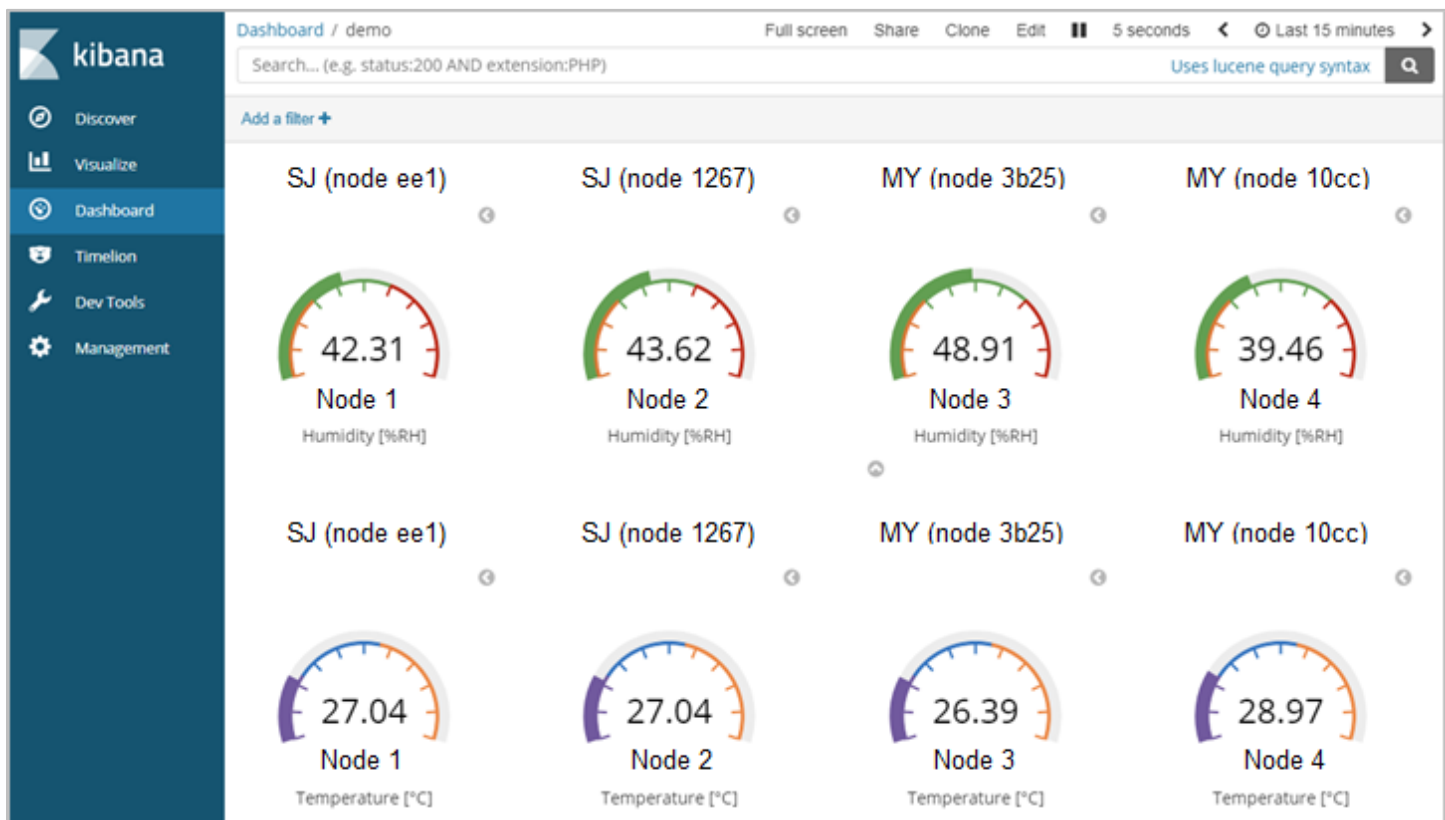 kibana
Discover
Visualize
Dashboard
Timelion
Dev Tools
Management
Dashboard / demo
Full screen Share Clone Edit 5 seconds Last 15 minutes
Search... (e.g. status:200 AND extension:PHP) Uses lucene query syntax
Add a filter +
SJ (node ee1) SJ (node 1267) MY (node 3b25) MY (node 10cc)
42.31 43.62 48.91 39.46
Node 1 Node 2 Node 3 Node 4
Humidity [%RH] Humidity [%RH] Humidity [%RH] Humidity [%RH]
SJ (node ee1) SJ (node 1267) MY (node 3b25) MY (node 10cc)
27.04 27.04 26.39 28.97
Node 1 Node 2 Node 3 Node 4
Temperature [°C] Temperature [°C] Temperature [°C] Temperature [°C]